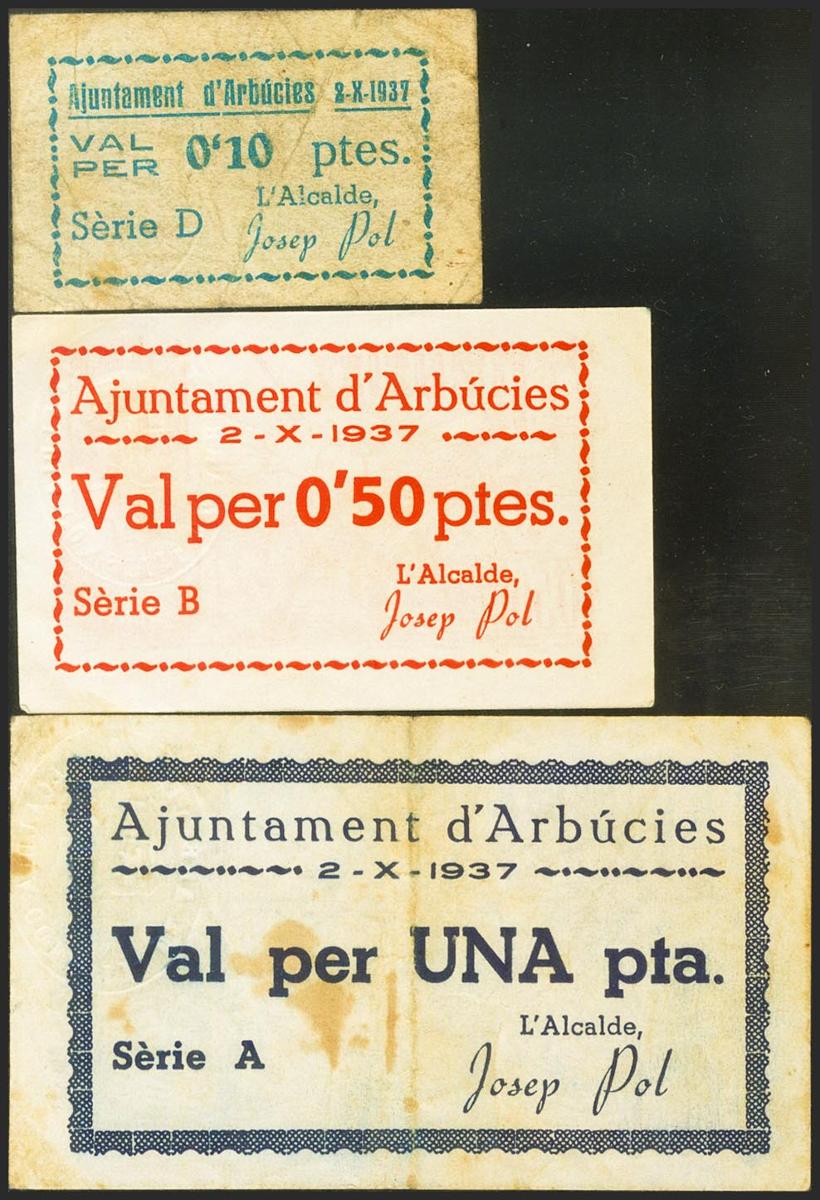 Ajuntament d'Arbúcies 2-X-1937
VAL PER 0'10 ptes.
L'Alcalde,
Sèrie D Josep Pol
Ajuntament d'Arbúcies
2-X-1937
Val per 0'50 ptes.
L'Alcalde,
Sèrie B Josep Pol
Ajuntament d'Arbúcies
2-X-1937
Val per UNA pta.
L'Alcalde,
Sèrie A Josep Pol